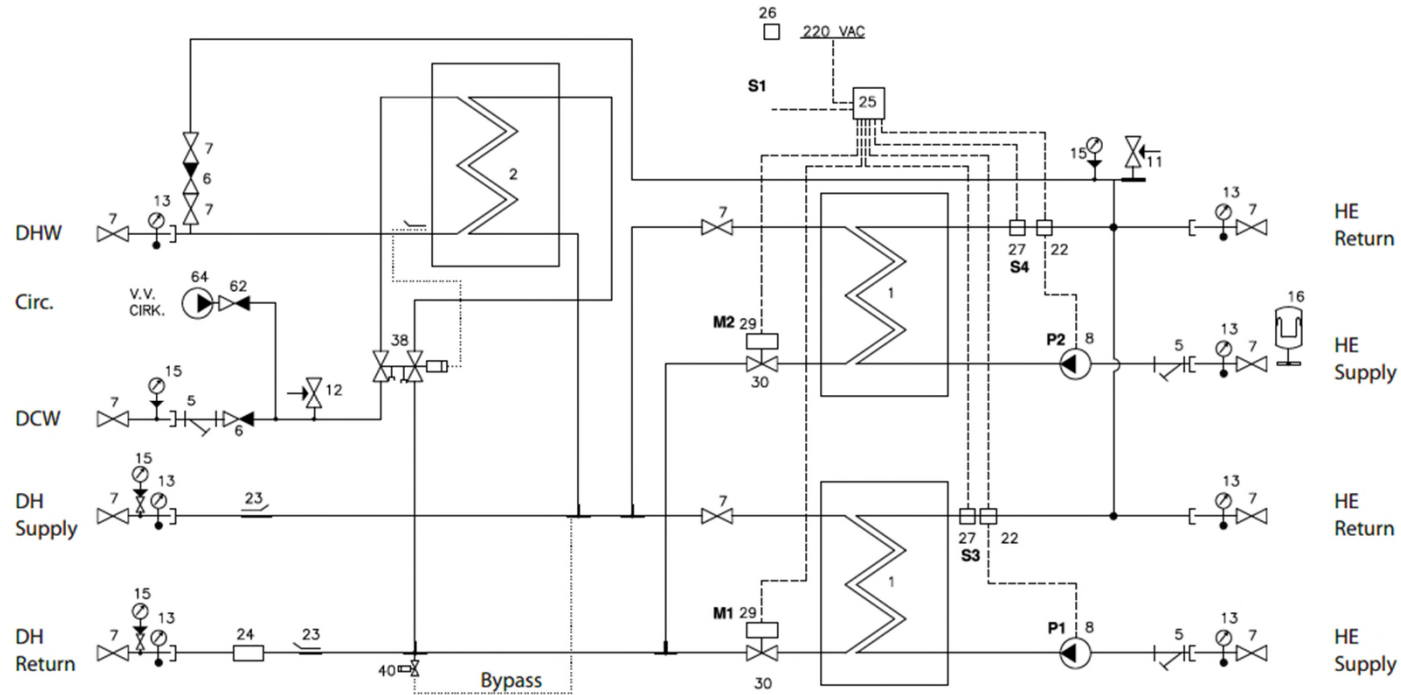 26
220 VAC
S1
25
7
6
7
2
15
11
13
7
13
7
13
7
DHW
HE
Return
27
22
S4
64
62
Circ.
V.V.
CIRK.
1
16
M2 29
38
P2 8
5
13
7
HE
Supply
30
15
12
7
5
DCW
6
15
13
7
23
7
13
7
DH
Supply
HE
Return
27
22
S3
1
15
13
7
24
23
M1 29
P1 8
5
13
7
DH
Return
HE
Supply
40
Bypass
30